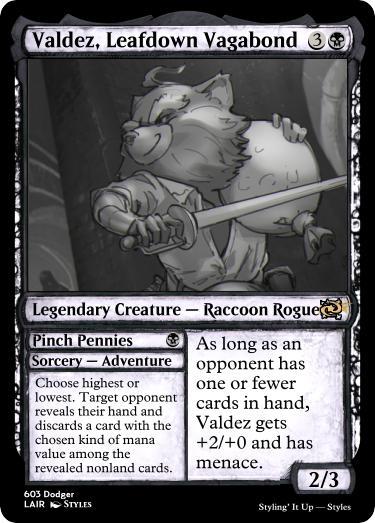 Valdez, Leafdown Vagabond 3
Legendary Creature — Raccoon Rogue
Pinch Pennies
Sorcery — Adventure
Choose highest or
lowest. Target opponent
reveals their hand and
discards a card with the
chosen kind of mana
value among the
revealed nonland cards.
As long as an
opponent has
one or fewer
cards in hand,
Valdez gets
+2/+0 and has
menace.
2/3
603 Dodger
LAIR Styles
Styling' It Up — Styles